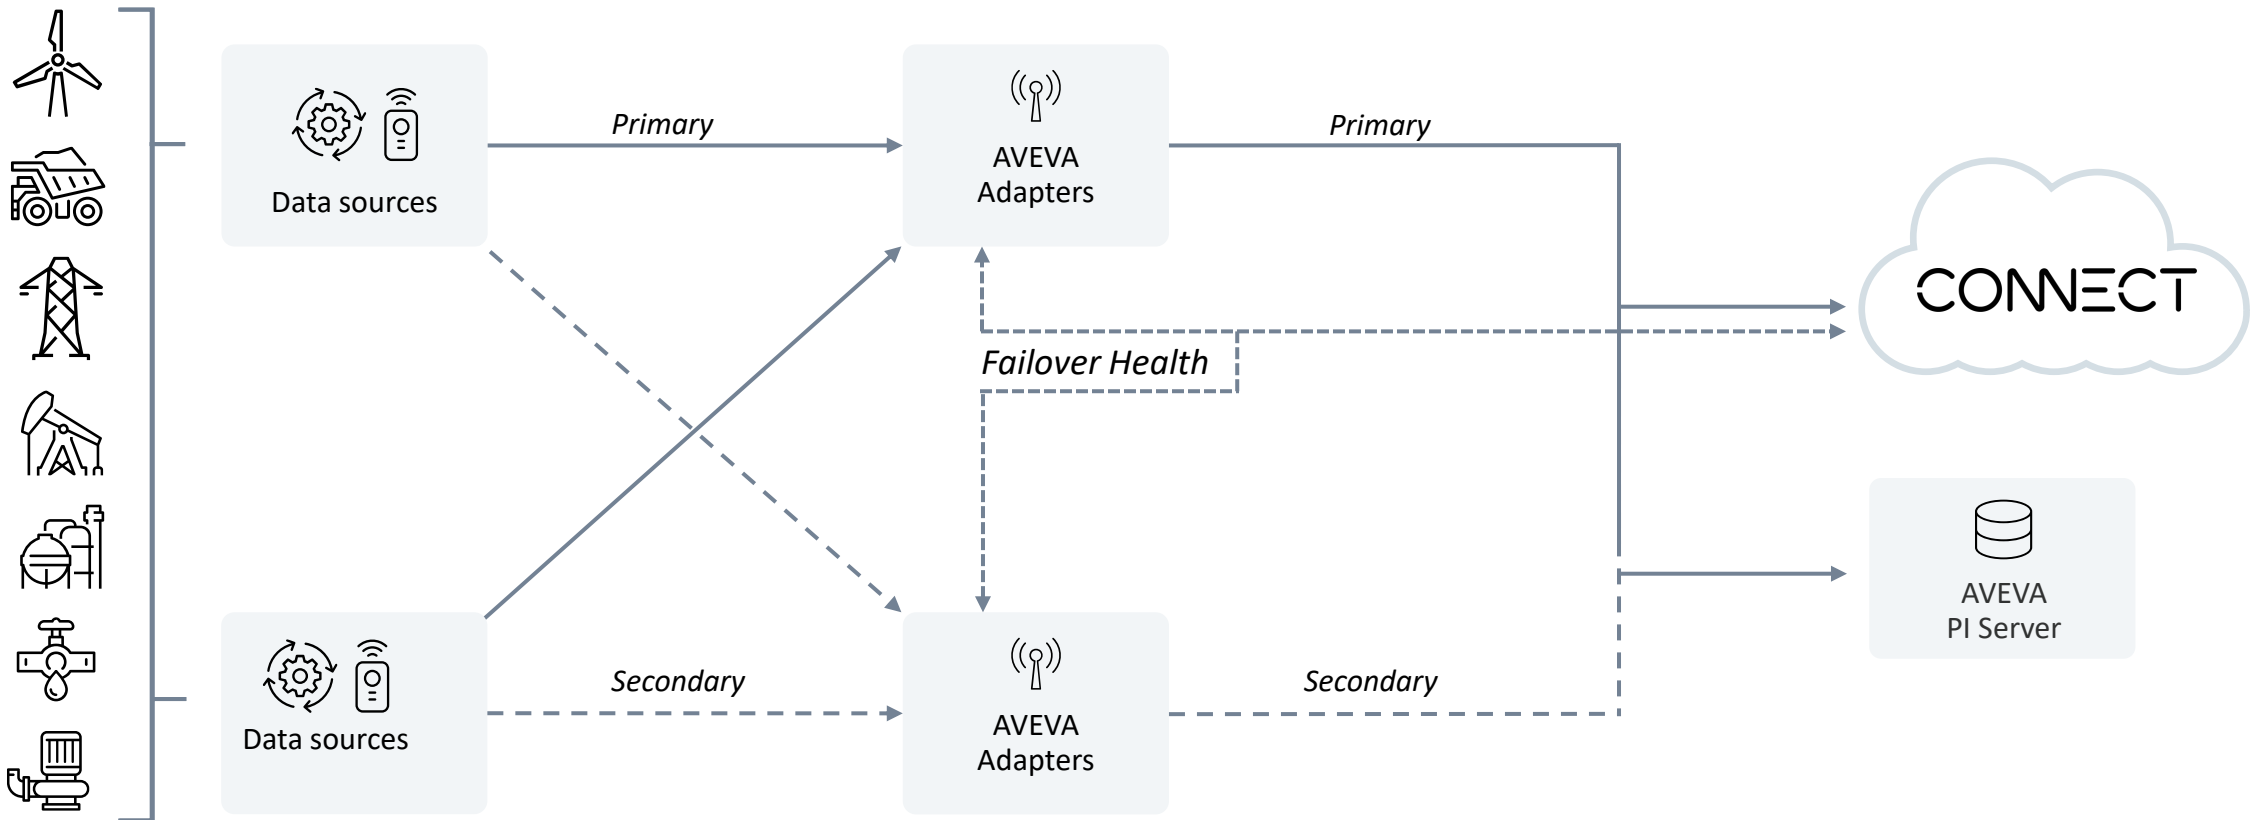 Primary
Primary
AVEVA
Adapters
Data sources
CONNECT
Failover Health
AVEVA
PI Server
Secondary
Secondary
Data sources
AVEVA
Adapters